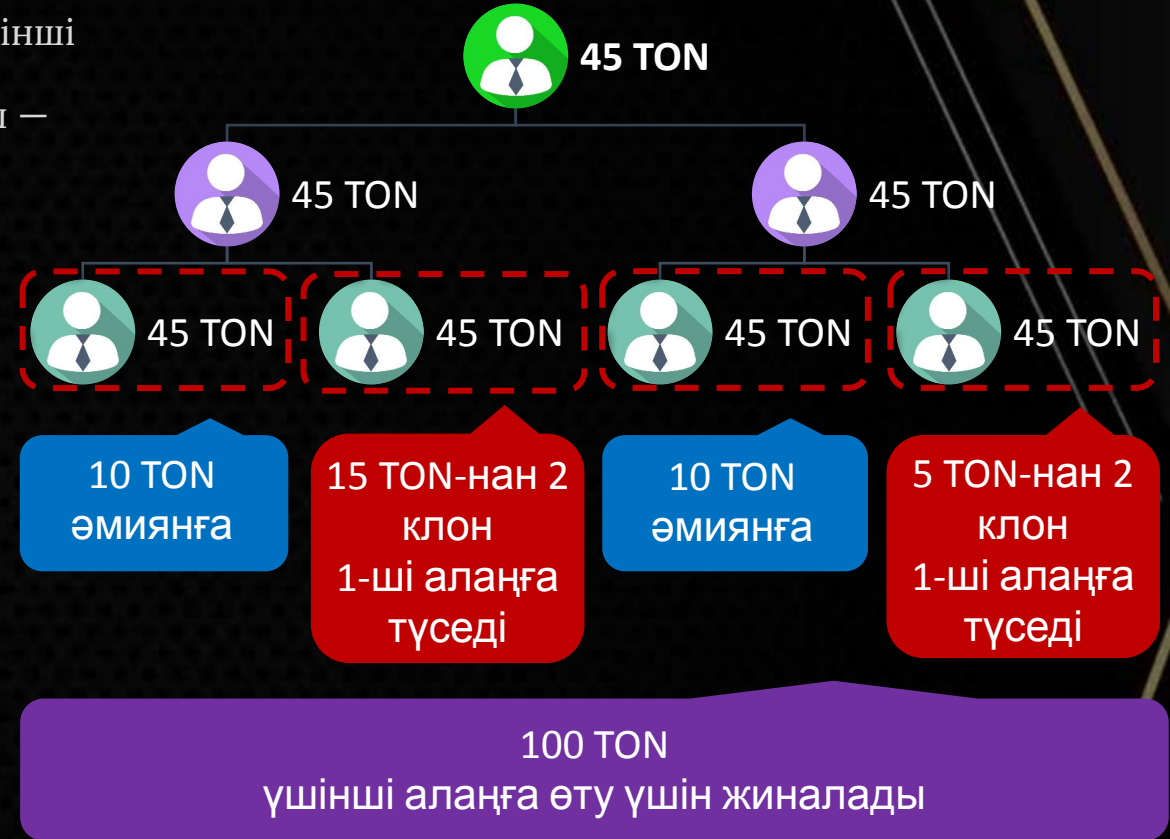 інші
45 TON
–
45 TON
45 TON
45 TON
45 TON
45 TON
45 TON
10 TON
әмиянға
15 TON-нан 2
клон
1-ші алаңға
түседі
10 TON
әмиянға
5 TON-нан 2
клон
1-ші алаңға
түседі
100 TON
үшінші алаңға өту үшін жиналады